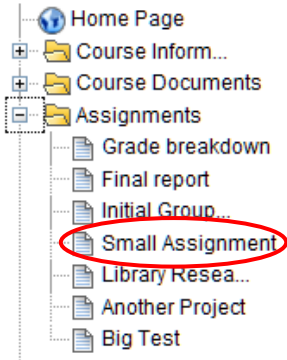 Home Page
Course Inform...
Course Documents
Assignments
Grade breakdown
Final report
Initial Group...
Small Assignment
Library Resea...
Another Project
Big Test